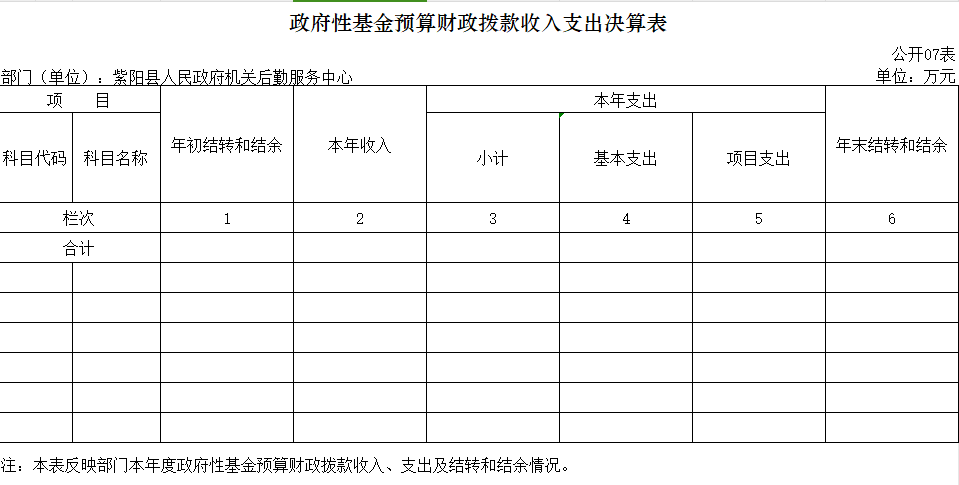 政府性基金预算财政拨款收入支出决算表
公开07表
部门（单位）：紫阳县人民政府机关后勤服务中心 单位：万元
项 目 年初结转和结余 本年收入 本年支出 年末结转和结余
科目代码 科目名称 小计 基本支出 项目支出
栏次 1 2 3 4 5 6
合计
注：本表反映部门本年度政府性基金预算财政拨款收入、支出及结转和结余情况。